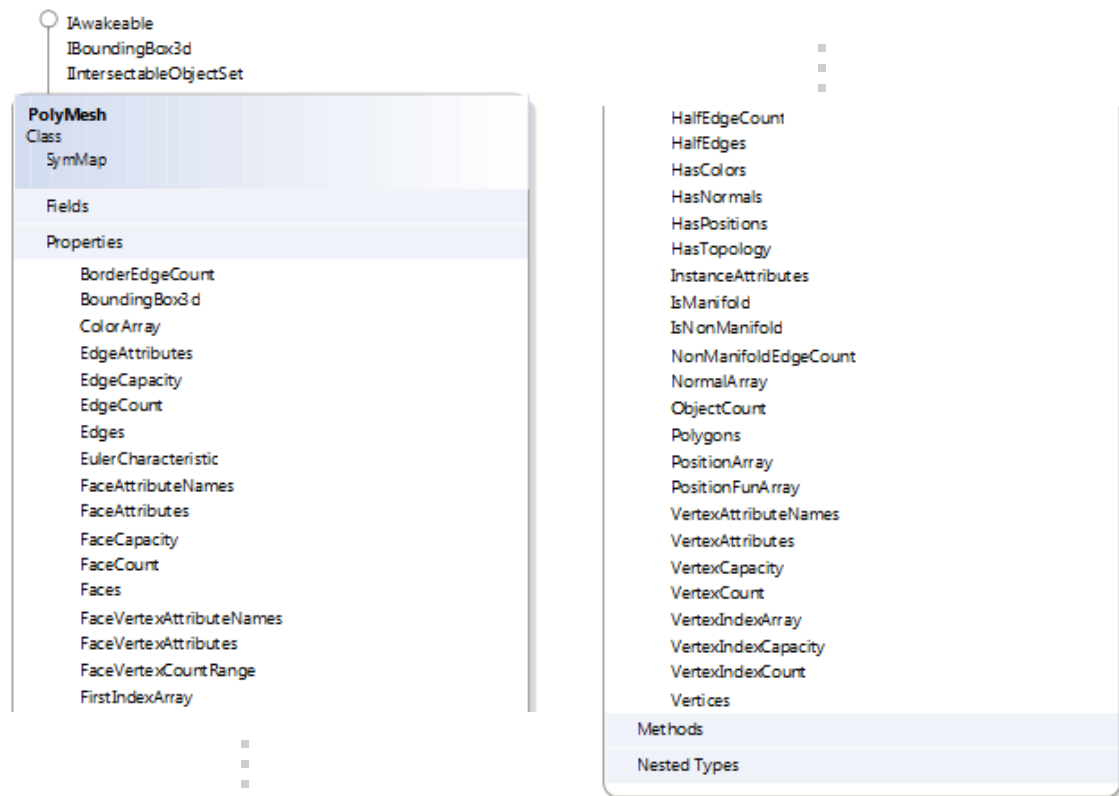 IAwakeable
IBoundingBox3d
IIntersectableObjectSet
PolyMesh
Class
SymMap
Fields
Properties
BorderEdgeCount
BoundingBox3d
ColorArray
EdgeAttributes
EdgeCapacity
EdgeCount
Edges
EulerCharacteristic
FaceAttributeNames
FaceAttributes
FaceCapacity
FaceCount
Faces
FaceVertexAttributeNames
FaceVertexAttributes
FaceVertexCountRange
FirstIndexArray
HalfEdgeCount
HalfEdges
HasColors
HasNormals
HasPositions
HasTopology
InstanceAttributes
IsManifold
IsNonManifold
NonManifoldEdgeCount
NormalArray
ObjectCount
Polygons
PositionArray
PositionFunArray
VertexAttributeNames
VertexAttributes
VertexCapacity
VertexCount
VertexIndexArray
VertexIndexCapacity
VertexIndexCount
Vertices
Methods
Nested Types